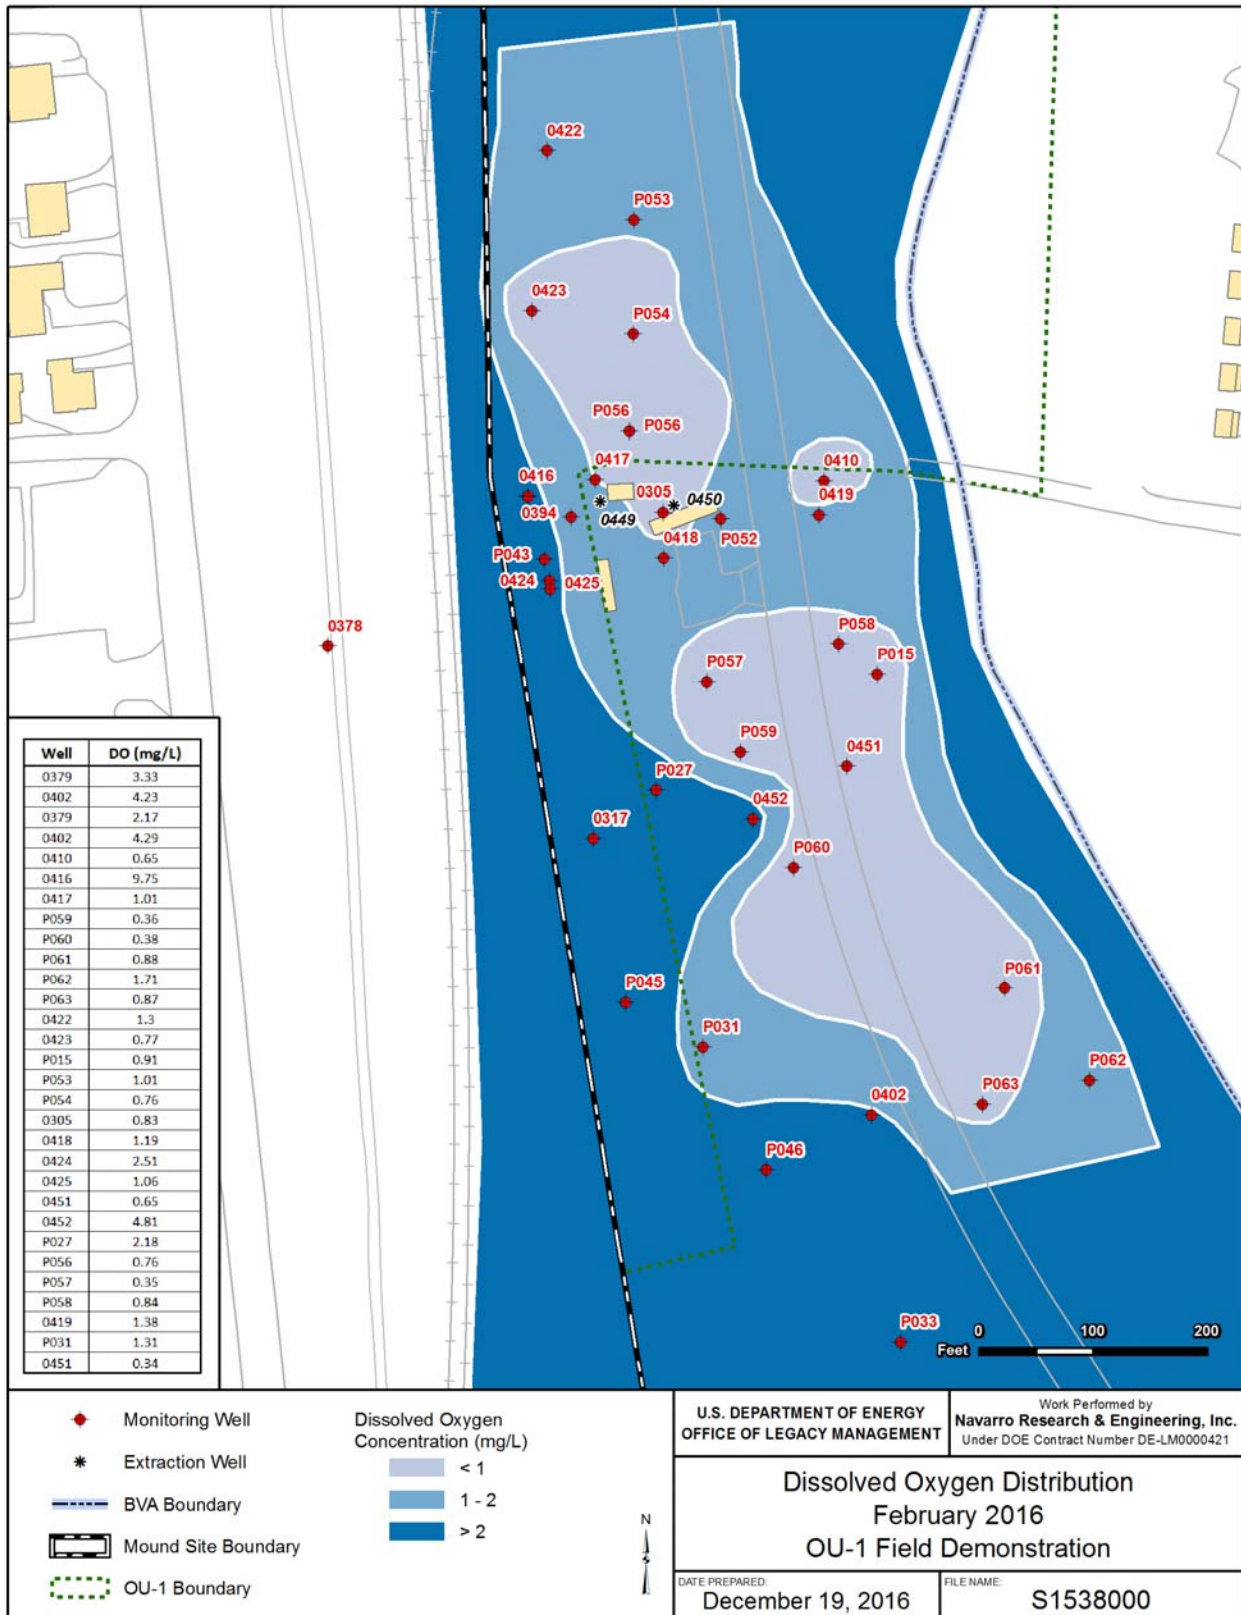 0422
P053
0423
P054
P056
P056
0417
0410
0416
0305
0450
0419
0394
0449
P052
0418
P043
0424
0425
0378
P058
P015
P057
P059
0451
P027
0452
0317
P060
P061
P045
P031
P062
P063
0402
P046
P033
0 100 200
Feet
Well DO (mg/L)
0379 3.33
0402 4.23
0379 2.17
0402 4.29
0410 0.65
0416 9.75
0417 1.01
P059 0.36
P060 0.38
P061 0.88
P062 1.71
P063 0.87
0422 1.3
0423 0.77
P015 0.91
P053 1.01
P054 0.76
0305 0.83
0418 1.19
0424 2.51
0425 1.06
0451 0.65
0452 4.81
P027 2.18
P056 0.76
P057 0.35
P058 0.84
0419 1.38
P031 1.31
0451 0.34
Monitoring Well
Extraction Well
BVA Boundary
Mound Site Boundary
OU-1 Boundary
Dissolved Oxygen
Concentration (mg/L)
< 1
1 - 2
> 2
N
U.S. DEPARTMENT OF ENERGY
OFFICE OF LEGACY MANAGEMENT
Work Performed by
Navarro Research & Engineering, Inc.
Under DOE Contract Number DE-LM0000421
Dissolved Oxygen Distribution
February 2016
OU-1 Field Demonstration
DATE PREPARED:
December 19, 2016
FILE NAME:
S1538000